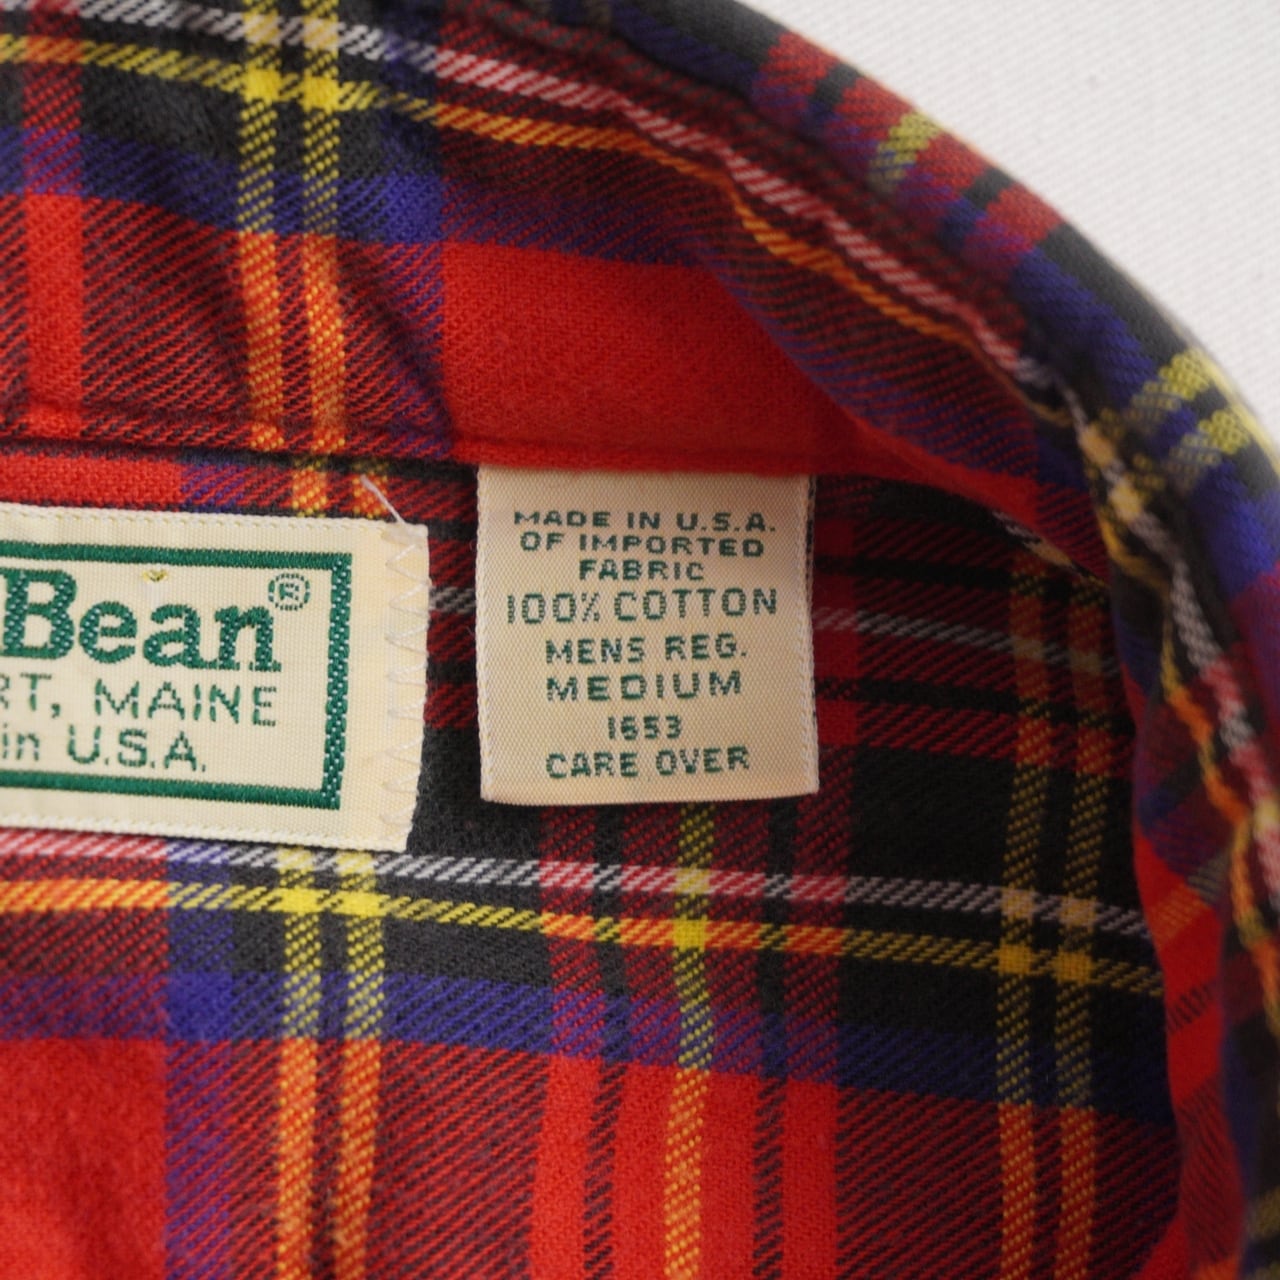 Bean®
RT, MAINE
in U.S.A.
MADE IN U.S.A.
OF IMPORTED
FABRIC
100% COTTON
MENS REG.
MEDIUM
1653
CARE OVER